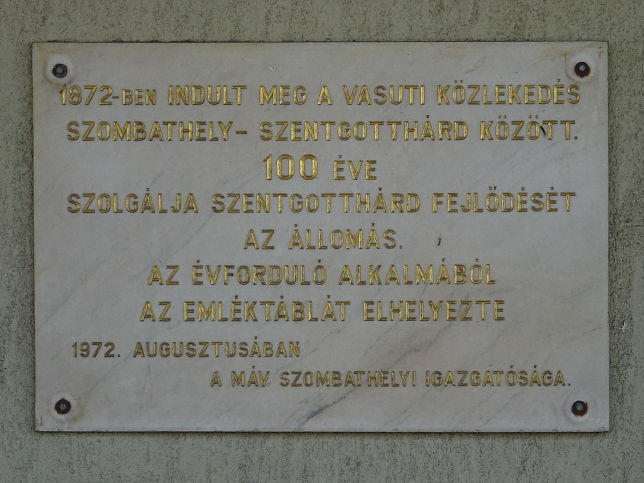 1872-BEN INDULT MEG A VASUTI KÖZLEKEDÉS
SZOMBATHELY- SZENTGOTTHÁRD KÖZÖTT.
100 ÉVE
SZOLGÁLJA SZENTGOTTHÁRD FEJLŐDÉSÉT
AZ ÁLLOMÁS.
AZ ÉVFORDULÓ ALKALMÁBÓL
AZ EMLÉKTÁBLÁT ELHELYEZTE
1972. AUGUSZTUSÁBAN
A MÁV. SZOMBATHELYI IGAZGATÓSÁGA.